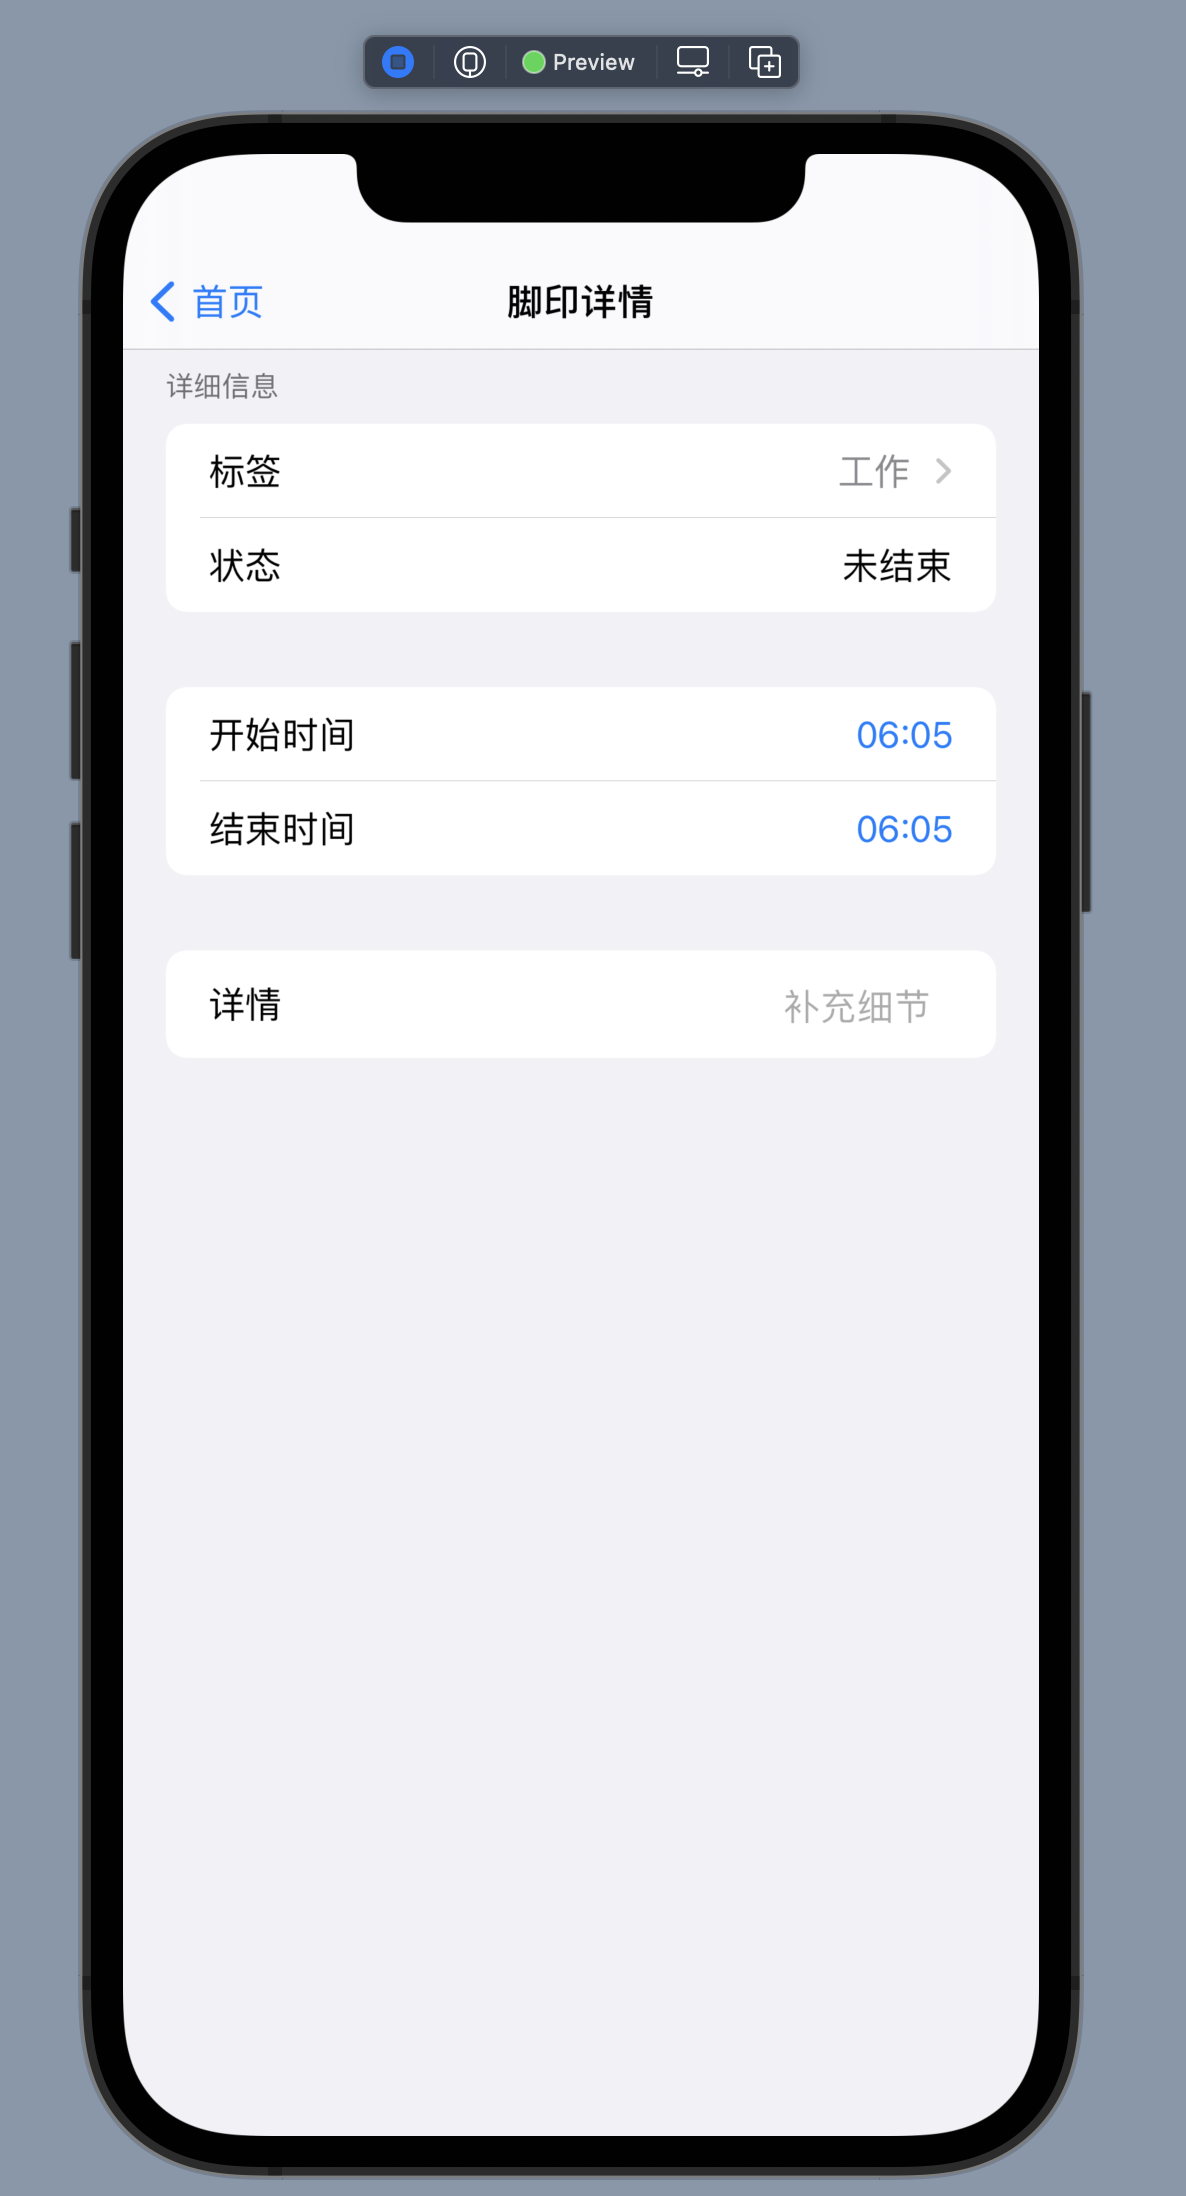 Preview
首页
脚印详情
详细信息
标签 工作
状态 未结束
开始时间 06:05
结束时间 06:05
详情 补充细节